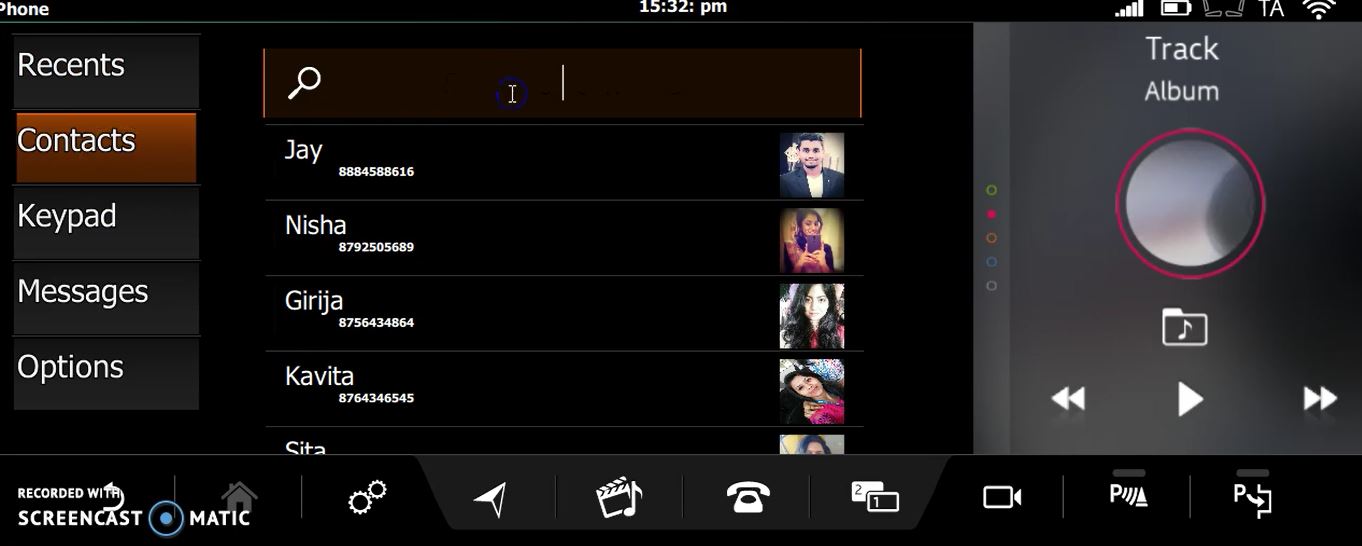 Phone
15:32: pm
TA
Recents
Contacts
Keypad
Messages
Options
Jay
8884588616
Nisha
8792505689
Girija
8756434864
Kavita
8764346545
Sita
Track
Album
2
1
P
P
RECORDED WITH
SCREENCAST MATIC